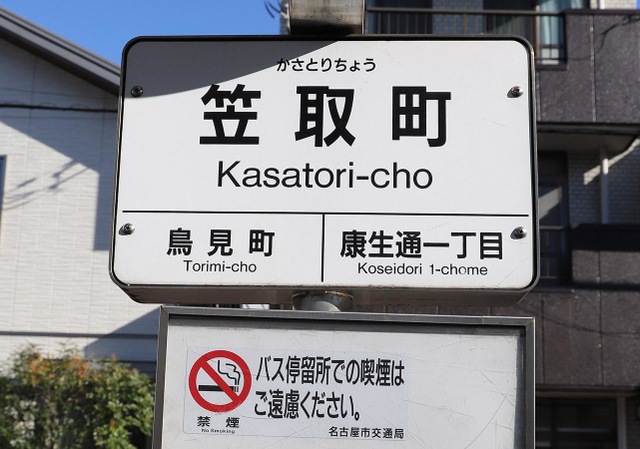 かさとりちょう
笠取町
Kasatori-cho
鳥見町
Torimi-cho
康生通一丁目
Koseidori 1-chome
バス停留所での喫煙は
ご遠慮ください。
禁煙
No Smoking
名古屋市交通局